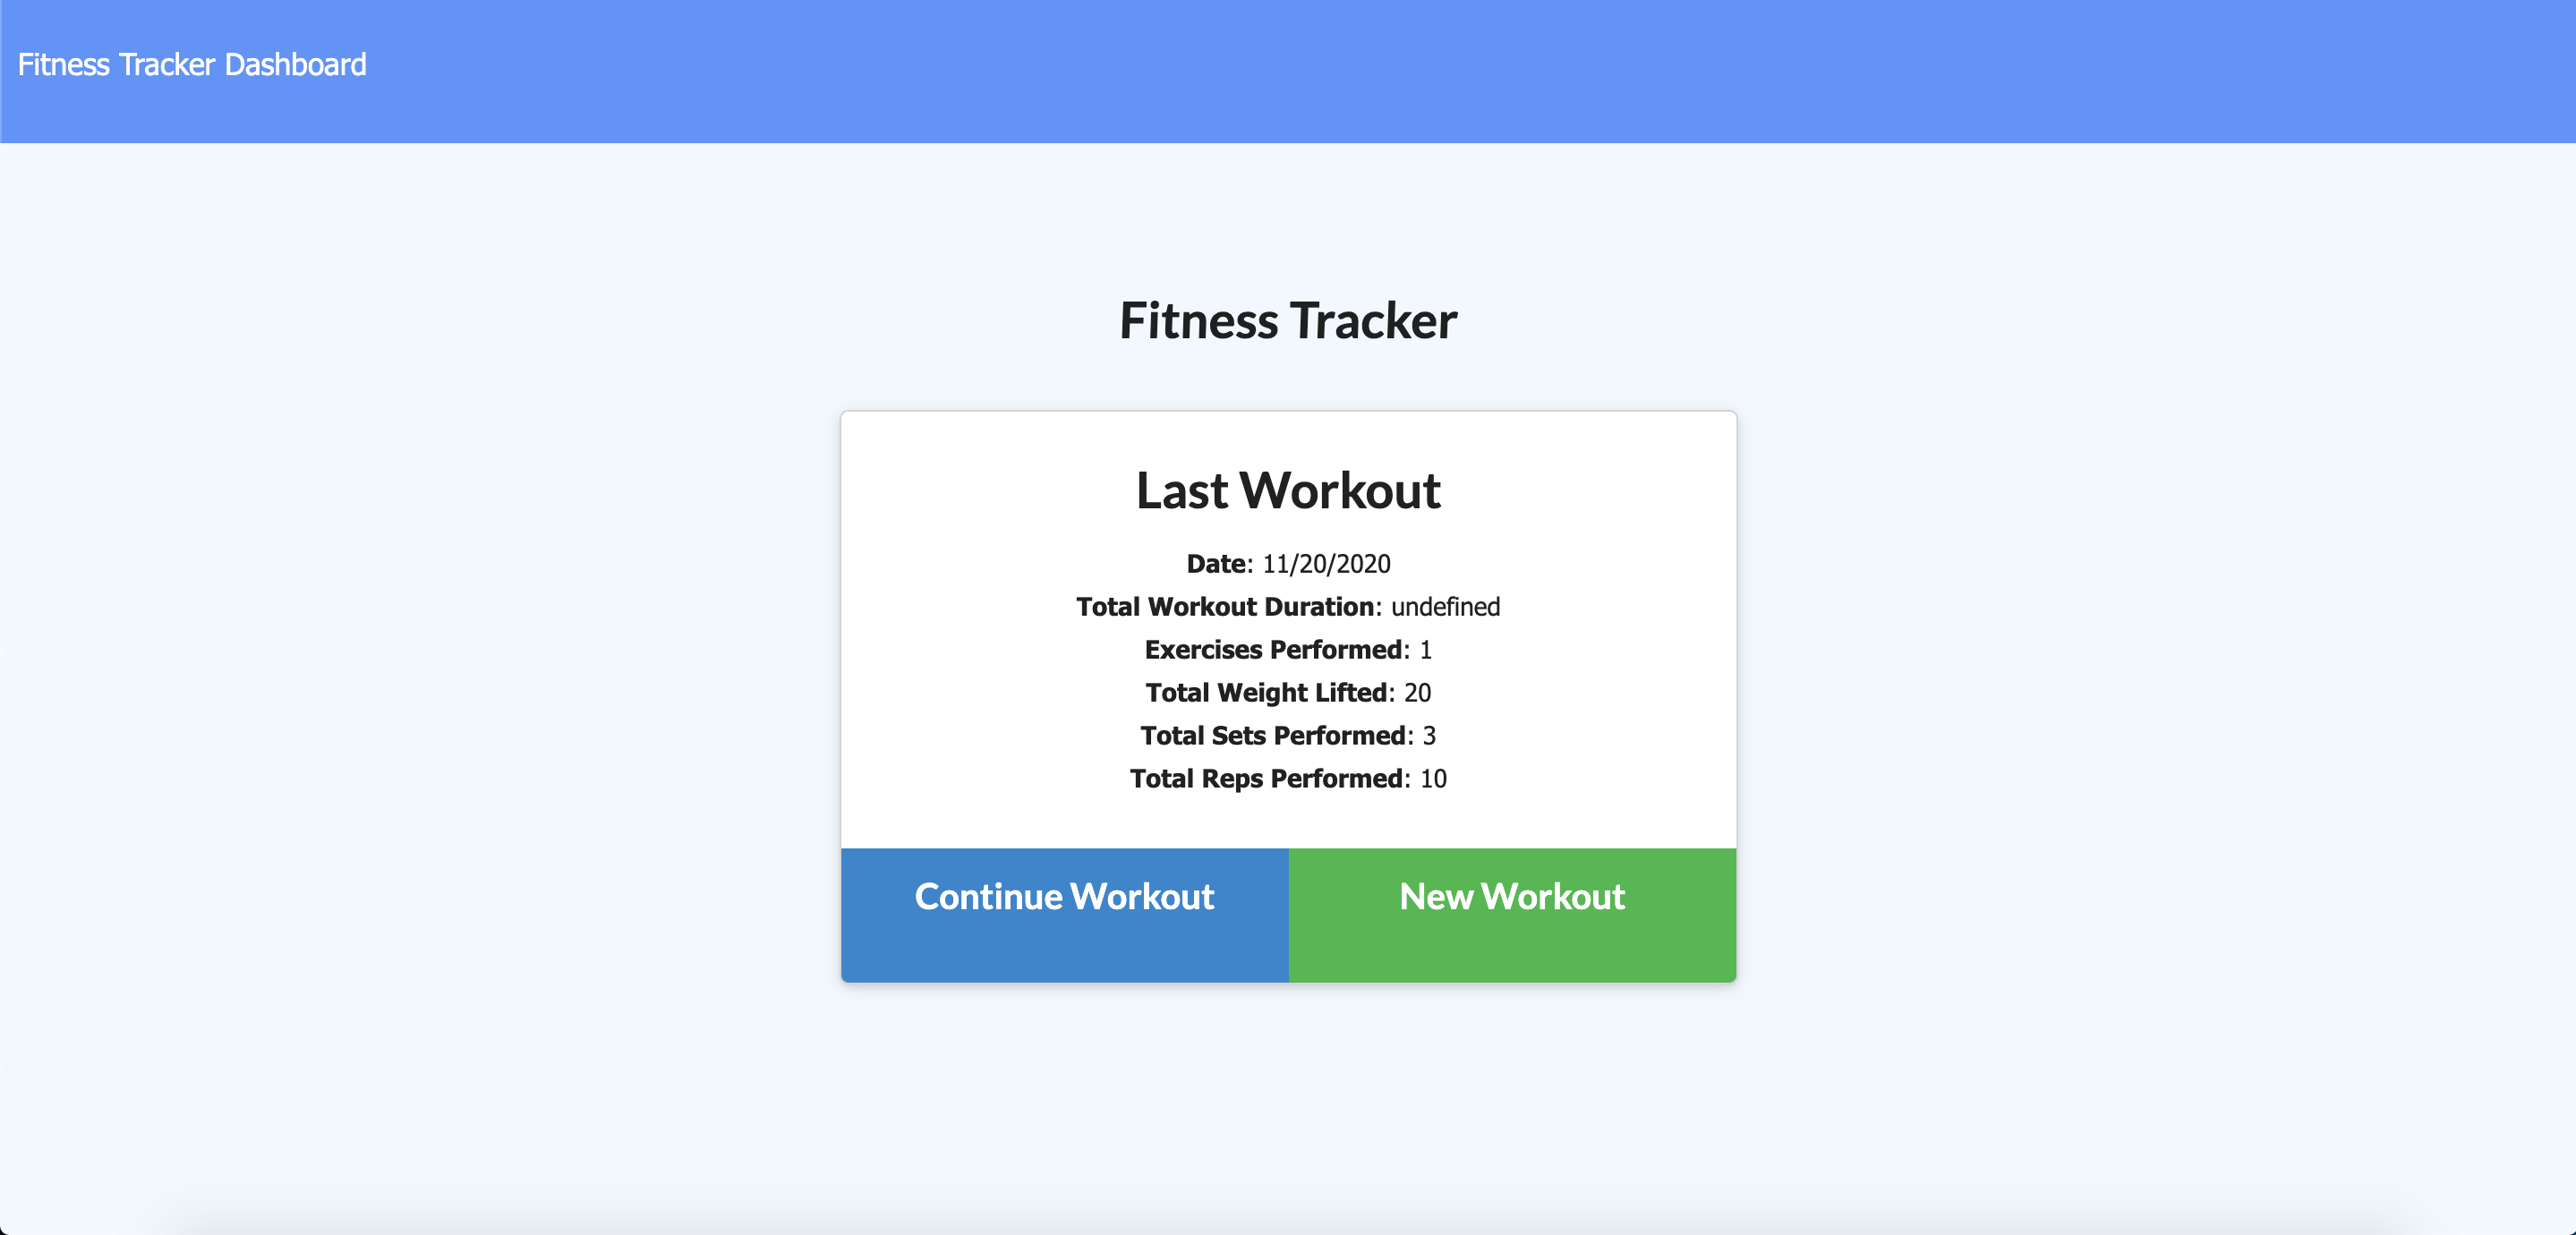 Fitness Tracker Dashboard
Fitness Tracker
Last Workout
Date: 11/20/2020
Total Workout Duration: undefined
Exercises Performed: 1
Total Weight Lifted: 20
Total Sets Performed: 3
Total Reps Performed: 10
Continue Workout New Workout